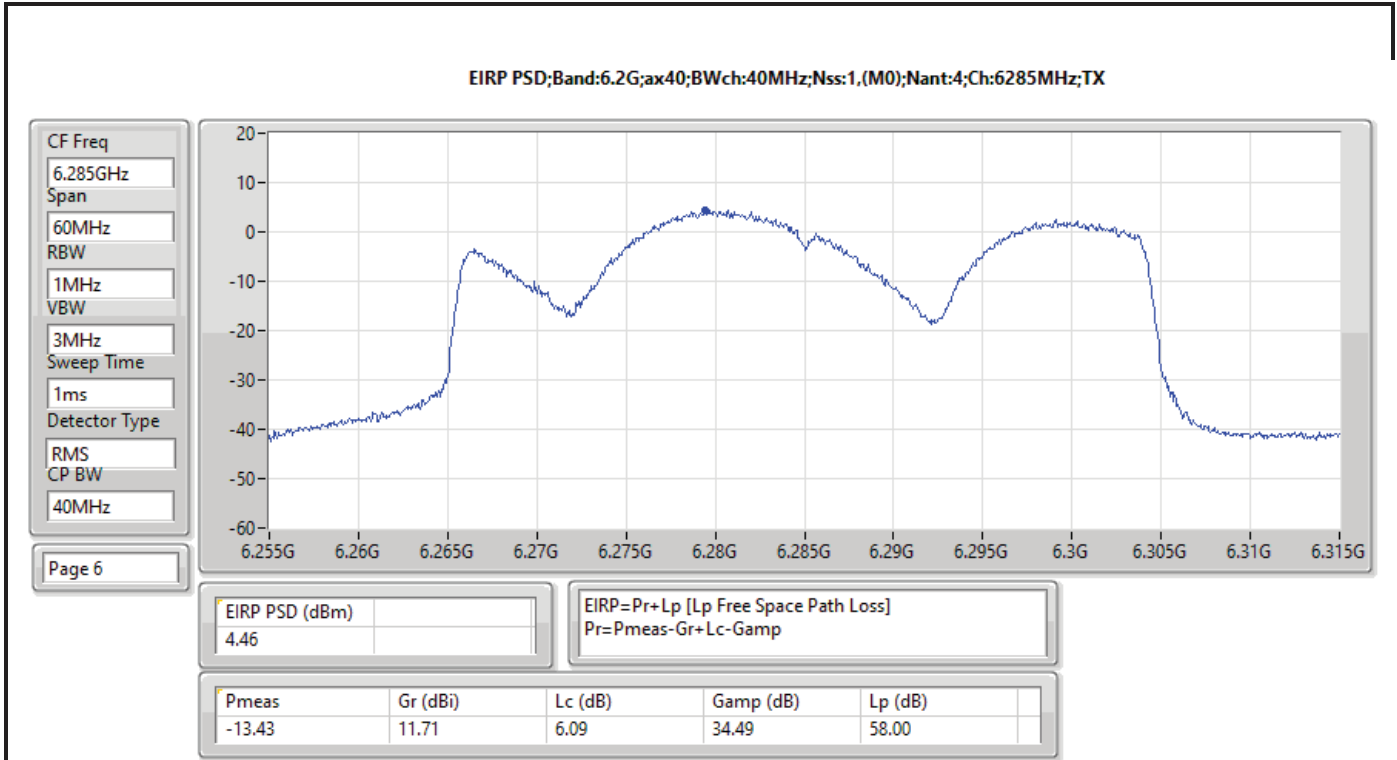 EIRP PSD;Band:6.2G;ax40;BWch:40MHz;Nss:1,(M0);Nant:4;Ch:6285MHz;TX
CF Freq
6.285GHz
Span
60MHz
RBW
1MHz
VBW
3MHz
Sweep Time
1ms
Detector Type
RMS
CP BW
40MHz
Page 6
20
10
0
-10
-20
-30
-40
-50
-60
6.255G 6.26G 6.265G 6.27G 6.275G 6.28G 6.285G 6.29G 6.295G 6.3G 6.305G 6.31G 6.315G
EIRP PSD (dBm)
4.46
EIRP=Pr+Lp [Lp Free Space Path Loss]
Pr=Pmeas-Gr+Lc-Gamp
Pmeas Gr (dBi) Lc (dB) Gamp (dB) Lp (dB)
-13.43 11.71 6.09 34.49 58.00